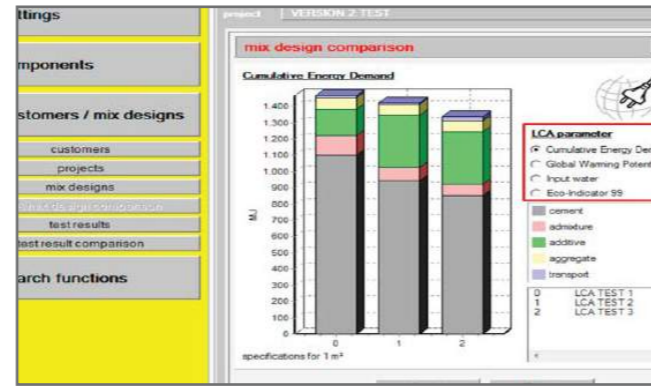 ttings
mponents
stomers / mix designs
customers
projects
mix designs
mix design comparison
test results
test result comparison
arch functions
project
VERSION 2 TEST
mix design comparison
Cumulative Energy Demand
1.400
1.300
1.200
1.100
1.000
900
800
700
600
500
400
300
200
100
0
MJ
0
1
2
specifications for 1 m³
LCA parameter
Cumulative Energy Der
Global Warming Potent
Input water
Eco-Indicator 99
cement
admixture
additive
aggregate
transport
0 LCA TEST 1
1 LCA TEST 2
2 LCA TEST 3